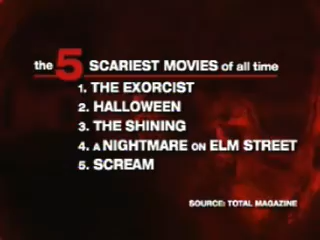 the 5 SCARIEST MOVIES of all time
1. THE EXORCIST
2. HALLOWEEN
3. THE SHINING
4. A NIGHTMARE ON ELM STREET
5. SCREAM
SOURCE: TOTAL MAGAZINE